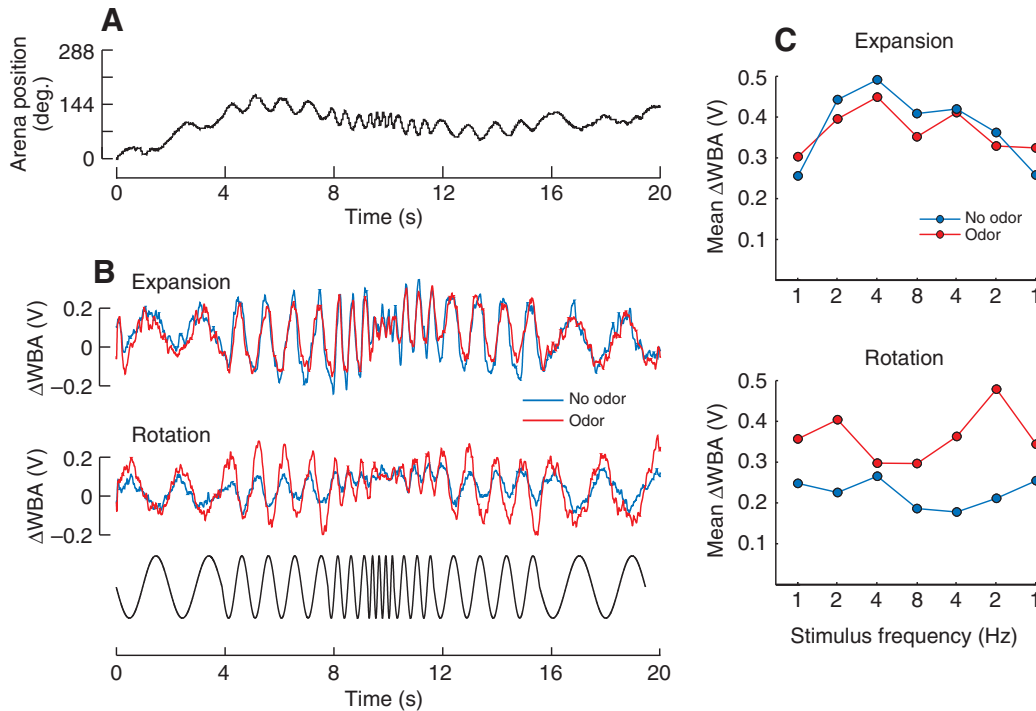 A
288
144
0
Arena position
(deg.)
0 4 8 12 16 20
Time (s)
B
Expansion
0.2
0
−0.2
ΔWBA (V)
No odor
Odor
Rotation
0.2
0
−0.2
ΔWBA (V)
0 4 8 12 16 20
Time (s)
C
Expansion
0.5
0.4
0.3
0.2
0.1
Mean ΔWBA (V)
No odor
Odor
1 2 4 8 4 2 1
Rotation
0.5
0.4
0.3
0.2
0.1
Mean ΔWBA (V)
1 2 4 8 4 2 1
Stimulus frequency (Hz)